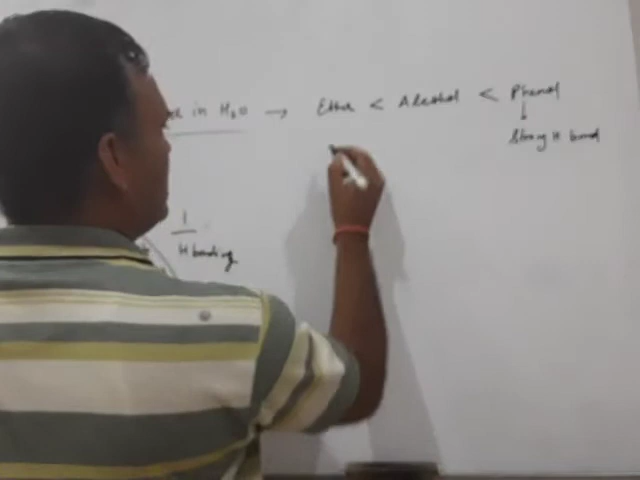 in H2O → Ether < Alcohol < Phenol
↓
Strong H bond
1
H bonding